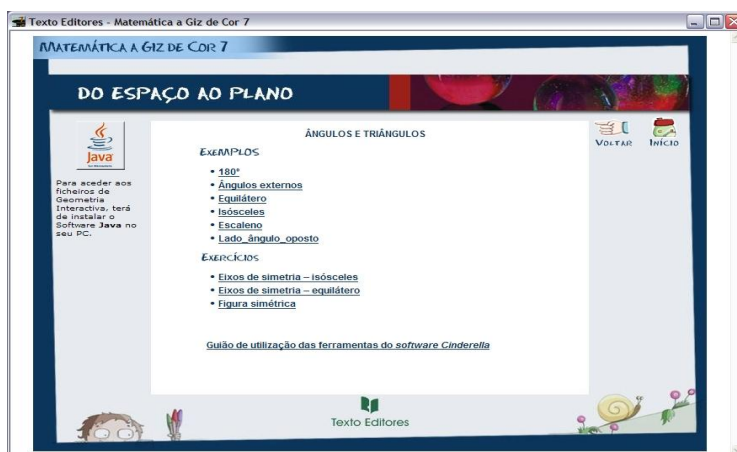 Texto Editores - Matemática a Giz de Cor 7
MATEMÁTICA A GIZ DE COR 7
DO ESPAÇO AO PLANO
Java
Para aceder aos
ficheiros de
Geometria
Interactiva, terá
de instalar o
Software Java no
seu PC.
ÂNGULOS E TRIÂNGULOS
EXEMPLOS
• 180°
• Ângulos externos
• Equilátero
• Isósceles
• Escaleno
• Lado_ângulo_oposto
EXERCÍCIOS
• Eixos de simetria – isósceles
• Eixos de simetria – equilátero
• Figura simétrica
Guião de utilização das ferramentas do software Cinderella
VOLTAR
INÍCIO
Texto Editores